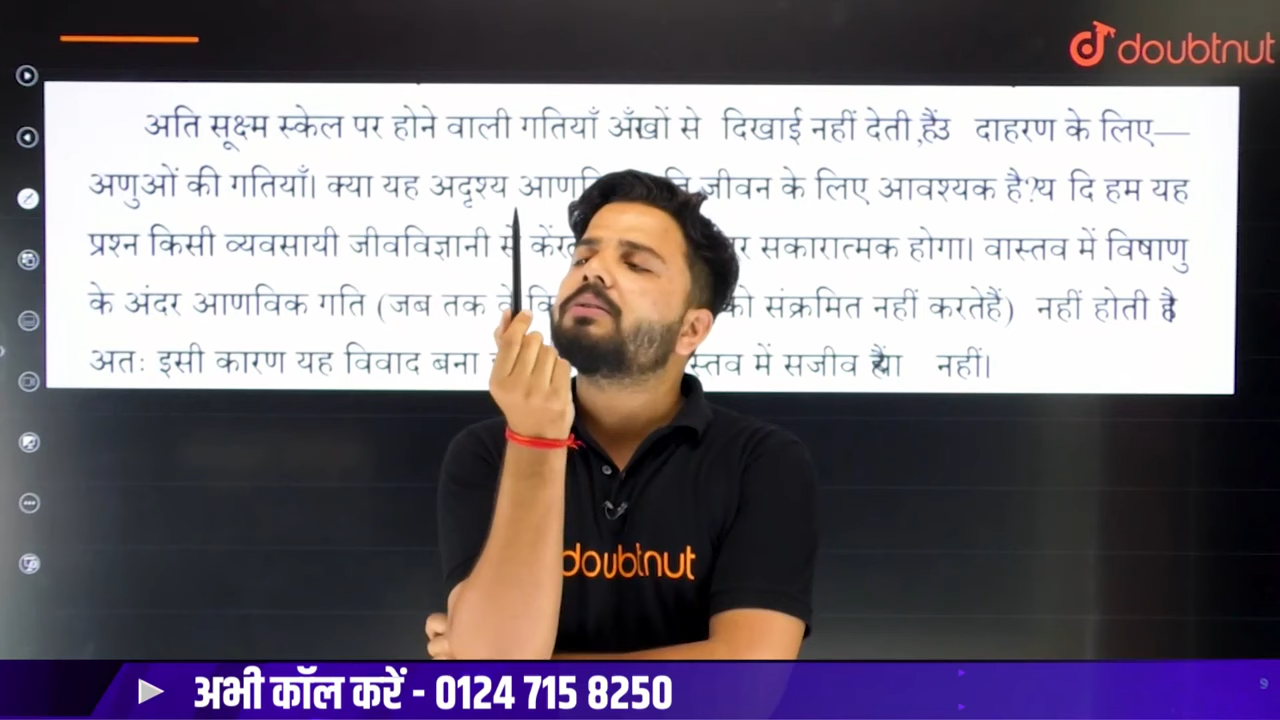 doubtnut
अति सूक्ष्म स्केल पर होने वाली गतियाँ आँखों से दिखाई नहीं देती हैं, उदाहरण के लिए—
अणुओं की गतियाँ। क्या यह अदृश्य जीवन के लिए आवश्यक है? यदि हम यह
प्रश्न किसी व्यवसायी जीवविज्ञानी से सकारात्मक होगा। वास्तव में विषाणु
के अंदर आणविक गति (जब तक को संक्रमित नहीं करते हैं) नहीं होती है
अतः इसी कारण यह विवाद बना में सजीव हैं या नहीं।
doubtnut
अभी कॉल करें - 0124 715 8250
9